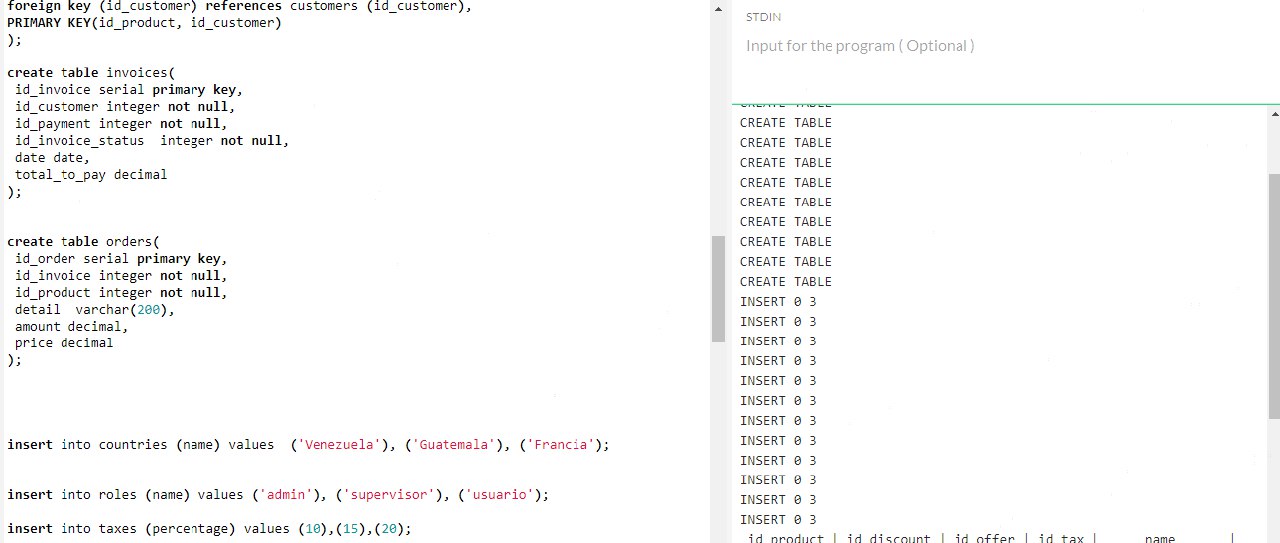 foreign key (id_customer) references customers (id_customer),
PRIMARY KEY(id_product, id_customer)
);
create table invoices(
id_invoice serial primary key,
id_customer integer not null,
id_payment integer not null,
id_invoice_status  integer not null,
date date,
total_to_pay decimal
);
create table orders(
id_order serial primary key,
id_invoice integer not null,
id_product integer not null,
detail  varchar(200),
amount decimal,
price decimal
);
insert into countries (name) values  ('Venezuela'), ('Guatemala'), ('Francia');
insert into roles (name) values ('admin'), ('supervisor'), ('usuario');
insert into taxes (percentage) values (10),(15),(20);
STDIN
Input for the program ( Optional )
CREATE TABLE
CREATE TABLE
CREATE TABLE
CREATE TABLE
CREATE TABLE
CREATE TABLE
CREATE TABLE
CREATE TABLE
CREATE TABLE
CREATE TABLE
INSERT 0 3
INSERT 0 3
INSERT 0 3
INSERT 0 3
INSERT 0 3
INSERT 0 3
INSERT 0 3
INSERT 0 3
INSERT 0 3
INSERT 0 3
INSERT 0 3
INSERT 0 3
id_product | id_discount | id_offer | id_tax |      name       |